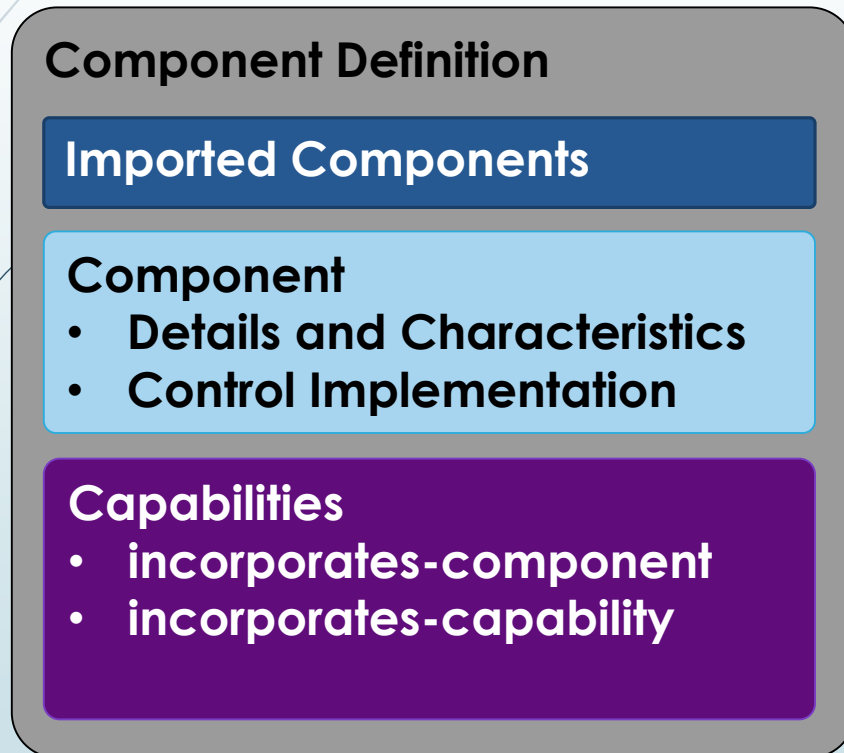 Component Definition
Imported Components
Component
• Details and Characteristics
• Control Implementation
Capabilities
• incorporates-component
• incorporates-capability